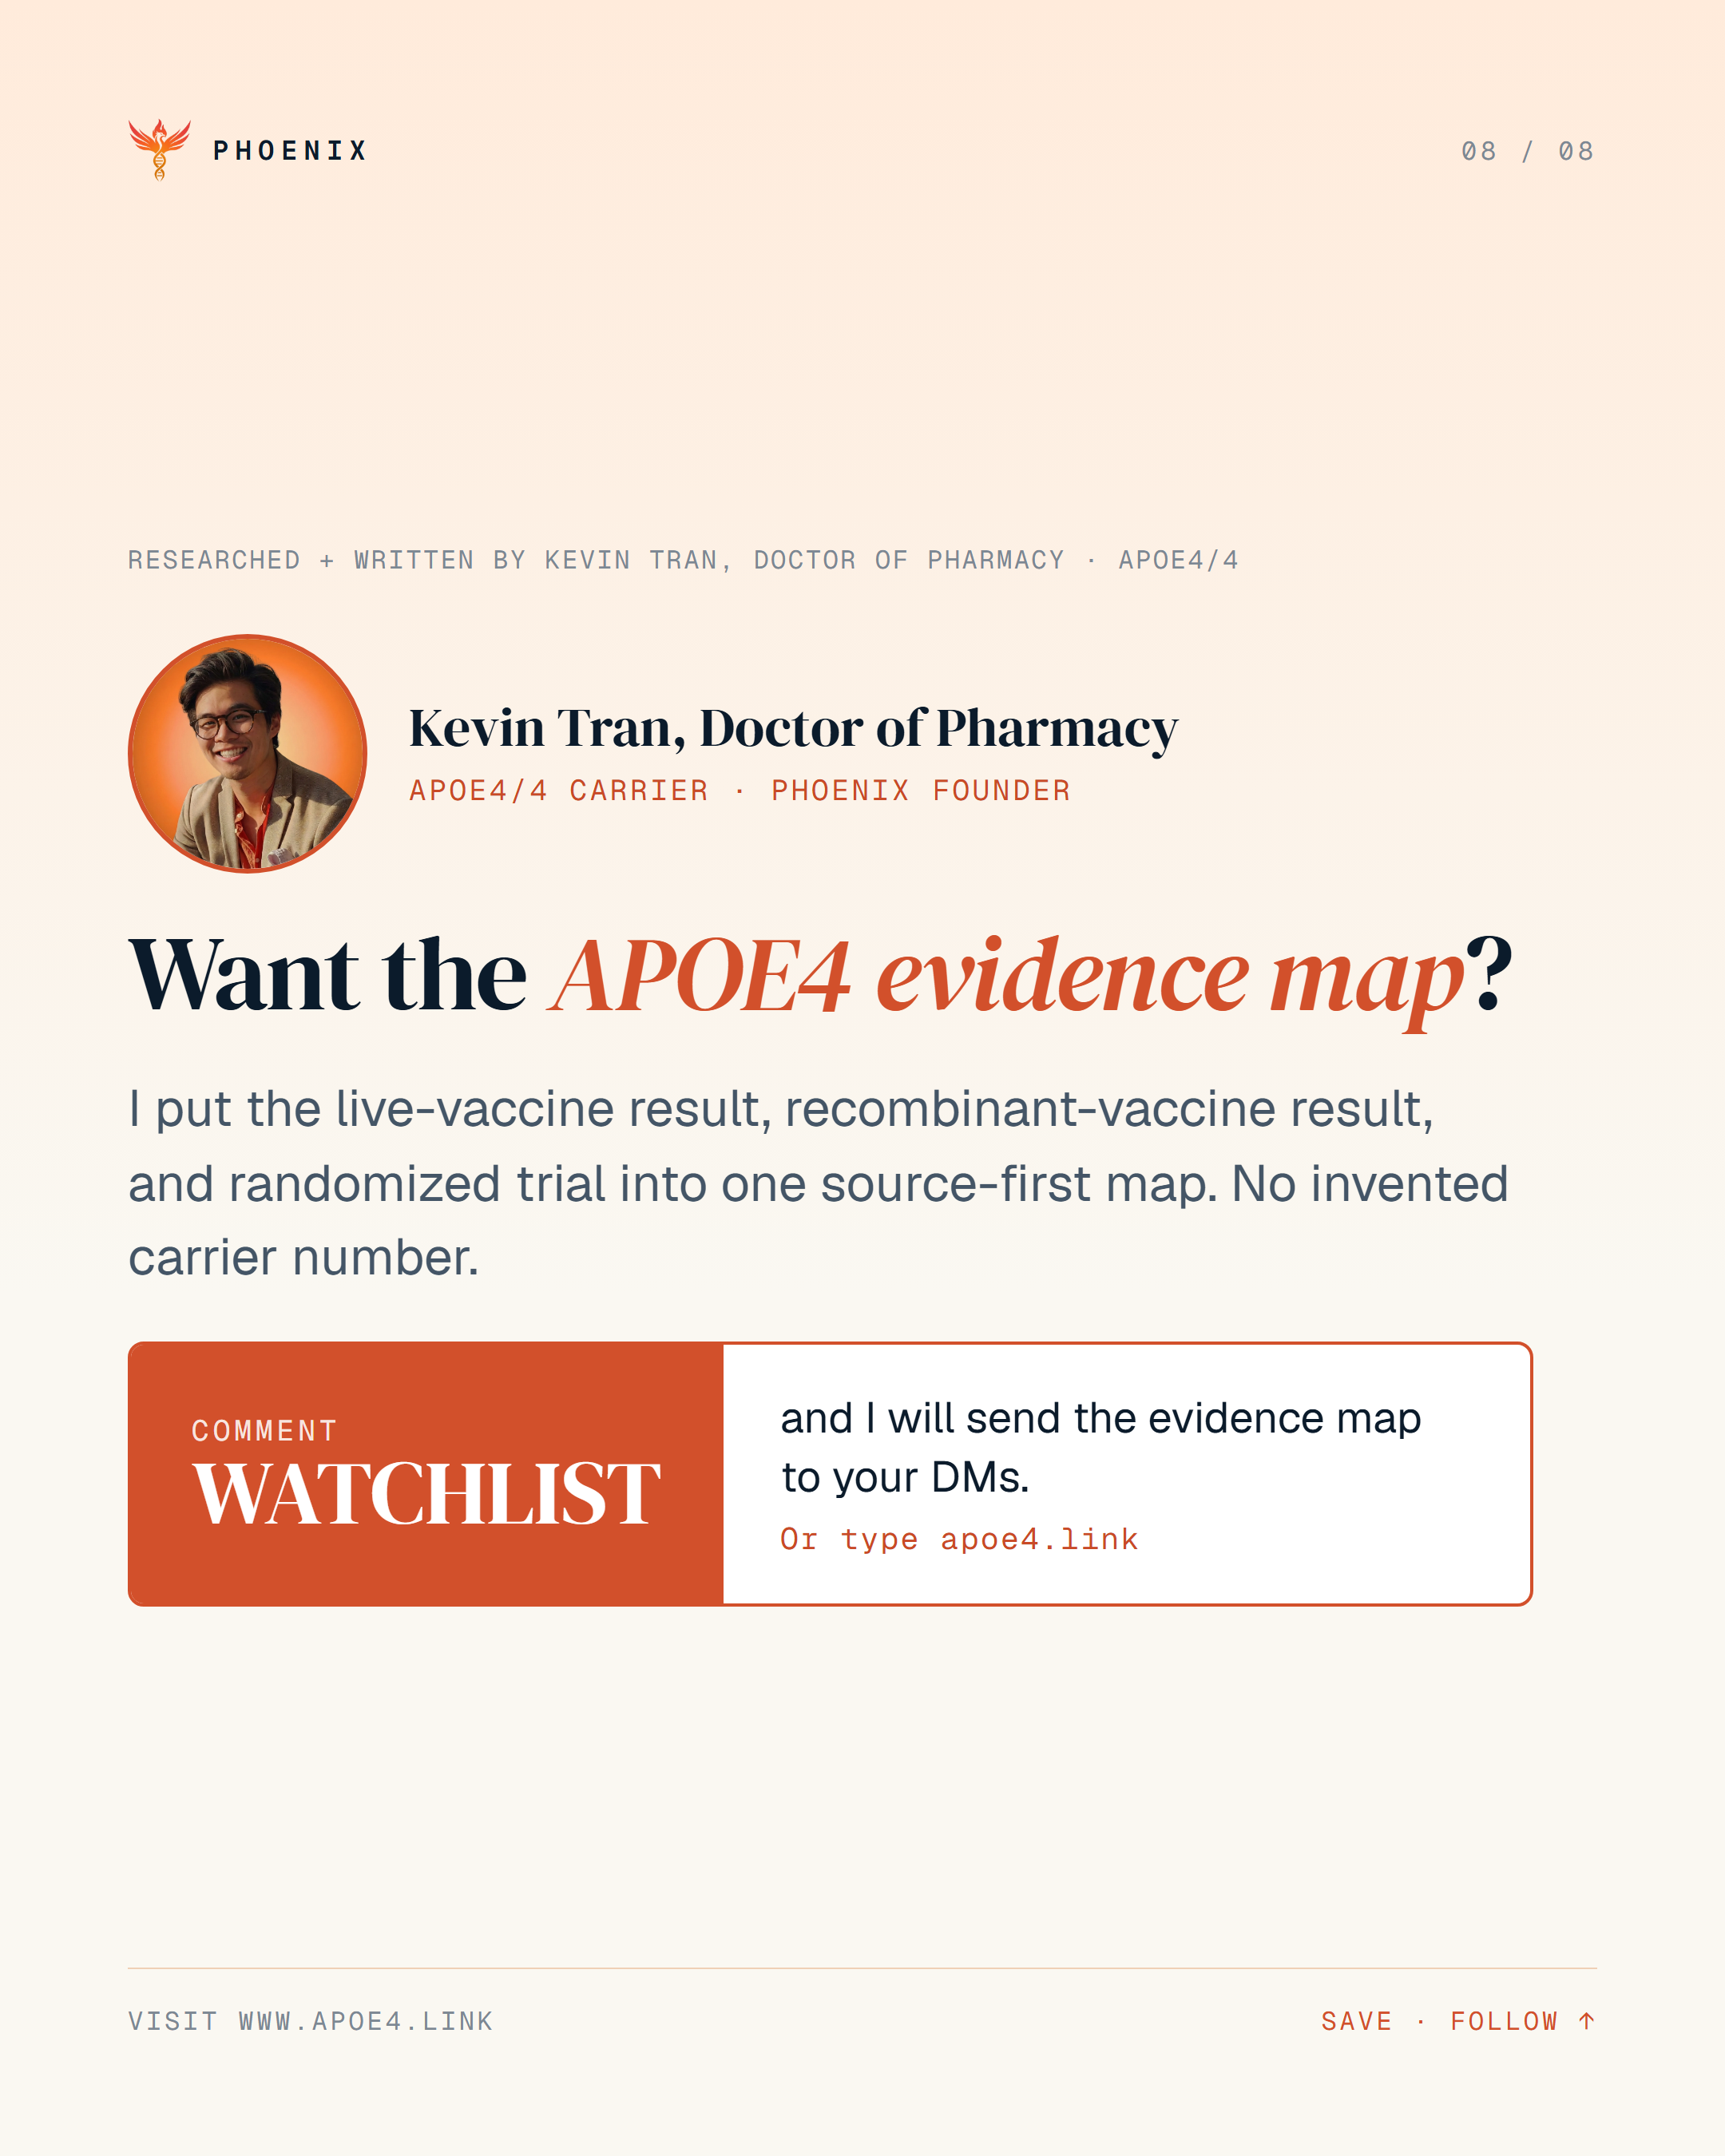 PHOENIX
08 / 08
RESEARCHED + WRITTEN BY KEVIN TRAN, DOCTOR OF PHARMACY · APOE4/4
Kevin Tran, Doctor of Pharmacy
APOE4/4 CARRIER · PHOENIX FOUNDER
Want the APOE4 evidence map?
I put the live-vaccine result, recombinant-vaccine result,
and randomized trial into one source-first map. No invented
carrier number.
COMMENT
WATCHLIST
and I will send the evidence map
to your DMs.
Or type apoe4.link
VISIT WWW.APOE4.LINK
SAVE · FOLLOW ↑